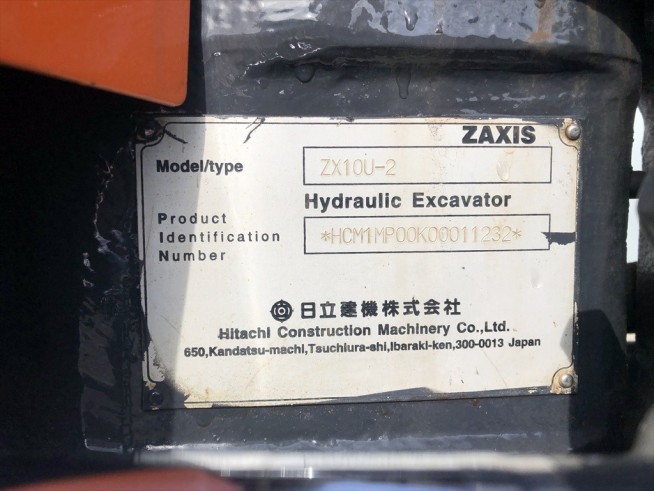 ZAXIS
Model/type ZX10U-2
Hydraulic Excavator
Product
Identification
Number
*HCM1MP00K00011232*
日立建機株式会社
Hitachi Construction Machinery Co.,Ltd.
650,Kandatsu-machi,Tsuchiura-shi,Ibaraki-ken,300-0013 Japan